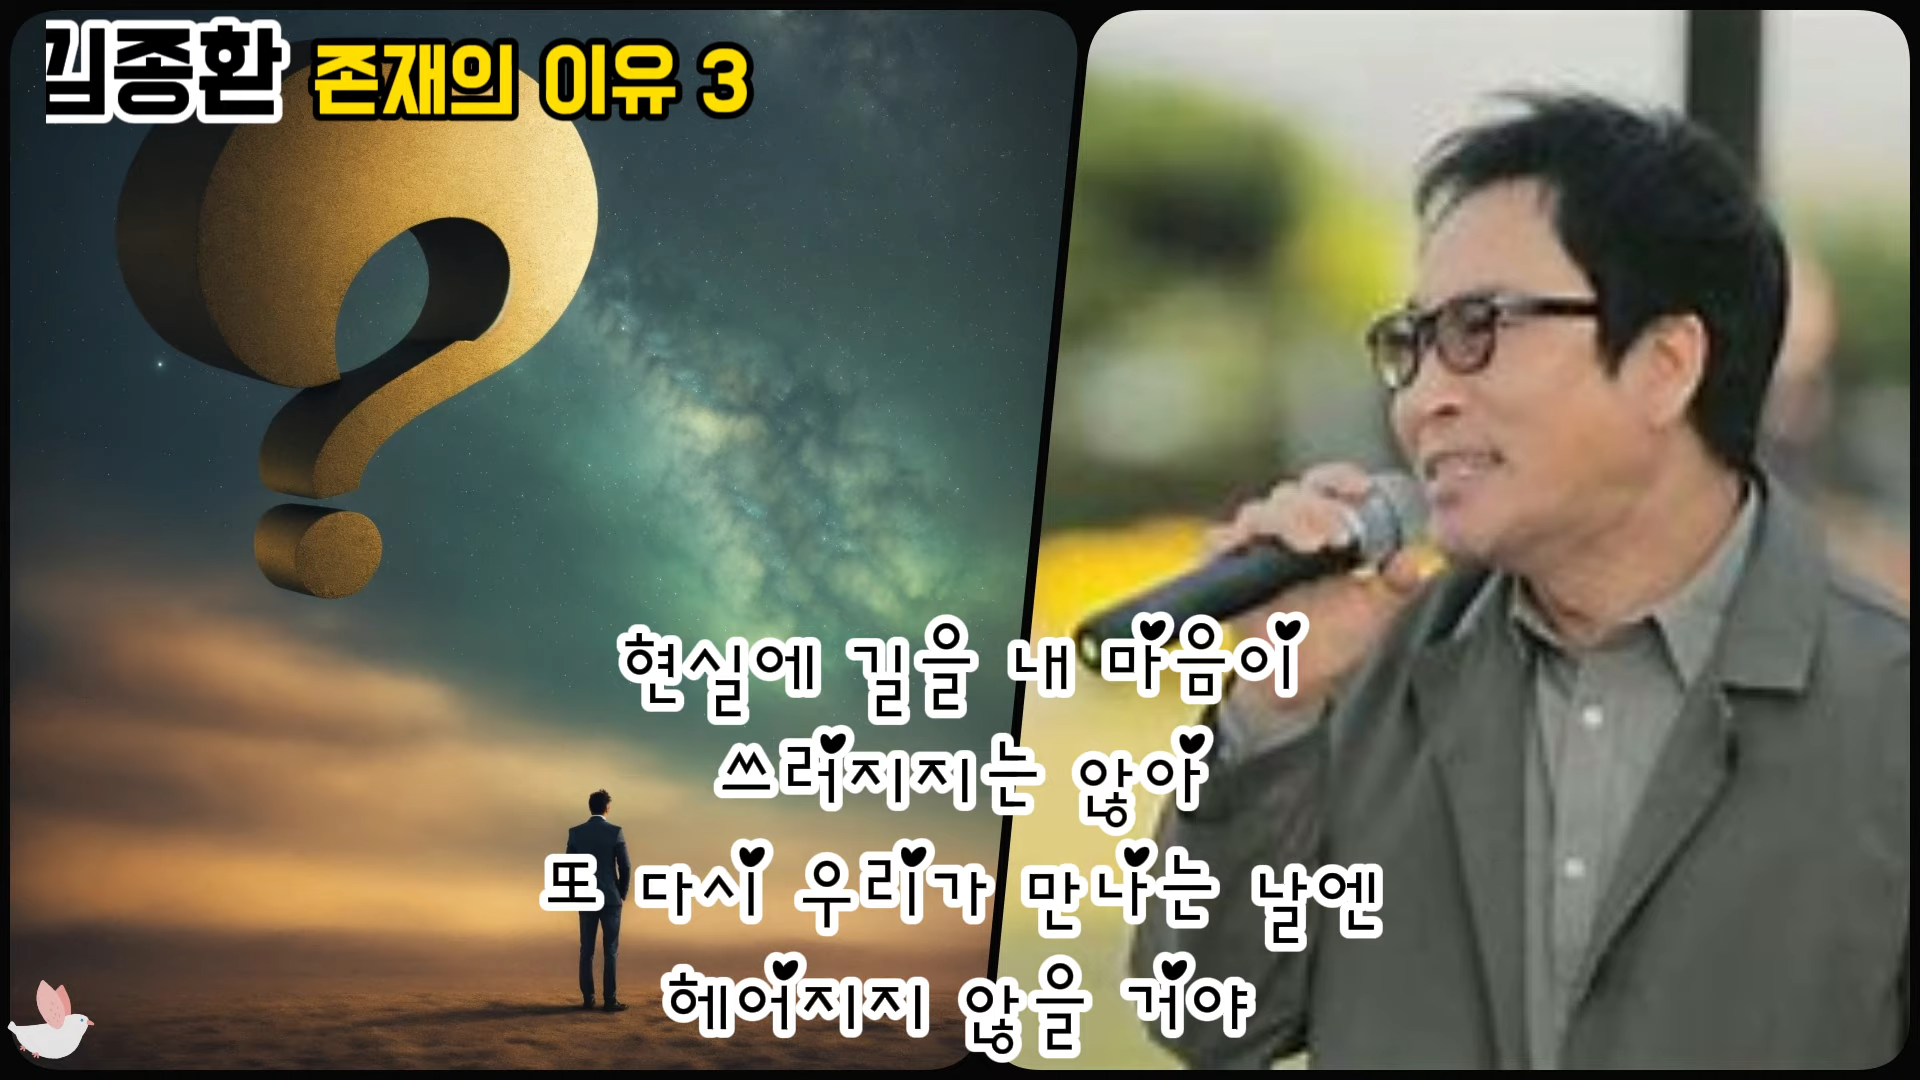 김종환 존재의 이유 3
현실에 길을 내 마음이
쓰러지지는 않아
또 다시 우리가 만나는 날엔
헤어지지 않을 거야